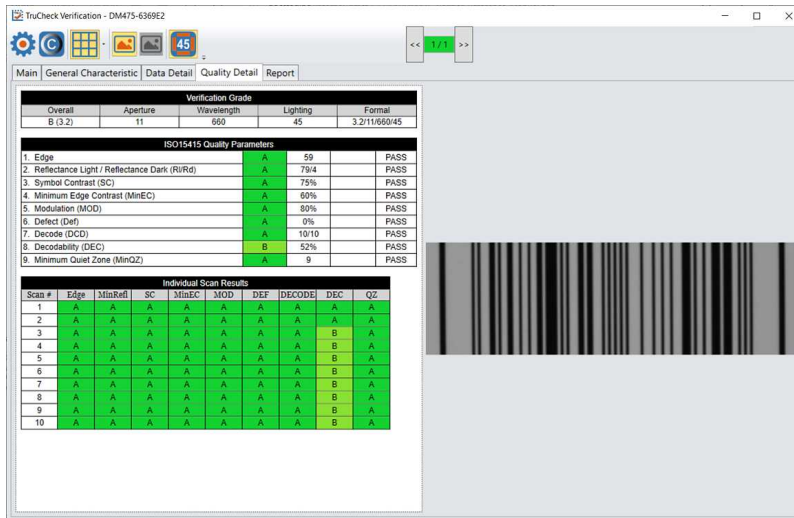 TruCheck Verification - DM475-6369E2
45
<< 1/1 >>
Main General Characteristic Data Detail Quality Detail Report
Verification Grade
Overall Aperture Wavelength Lighting Formal
B (3.2) 11 660 45 3.2/11/660/45
ISO15415 Quality Parameters
1. Edge A 59 PASS
2. Reflectance Light / Reflectance Dark (Rl/Rd) A 79/4 PASS
3. Symbol Contrast (SC) A 75% PASS
4. Minimum Edge Contrast (MinEC) A 60% PASS
5. Modulation (MOD) A 80% PASS
6. Defect (Def) A 0% PASS
7. Decode (DCD) A 10/10 PASS
8. Decodability (DEC) B 52% PASS
9. Minimum Quiet Zone (MinQZ) A 9 PASS
Individual Scan Results
Scan # Edge MinRefl SC MinEC MOD DEF DECODE DEC QZ
1 A A A A A A A A A
2 A A A A A A A A A
3 A A A A A A A B A
4 A A A A A A A B A
5 A A A A A A A B A
6 A A A A A A A B A
7 A A A A A A A B A
8 A A A A A A A B A
9 A A A A A A A B A
10 A A A A A A A B A